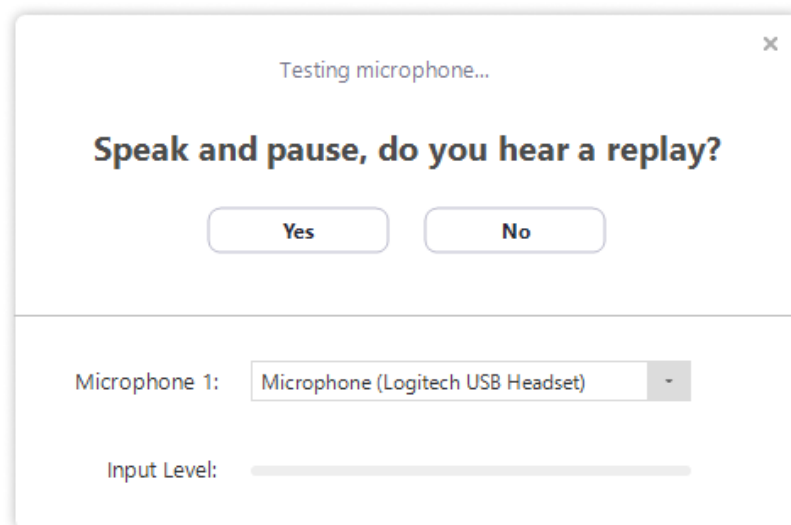 Testing microphone...
Speak and pause, do you hear a replay?
Yes No
Microphone 1: Microphone (Logitech USB Headset)
Input Level: